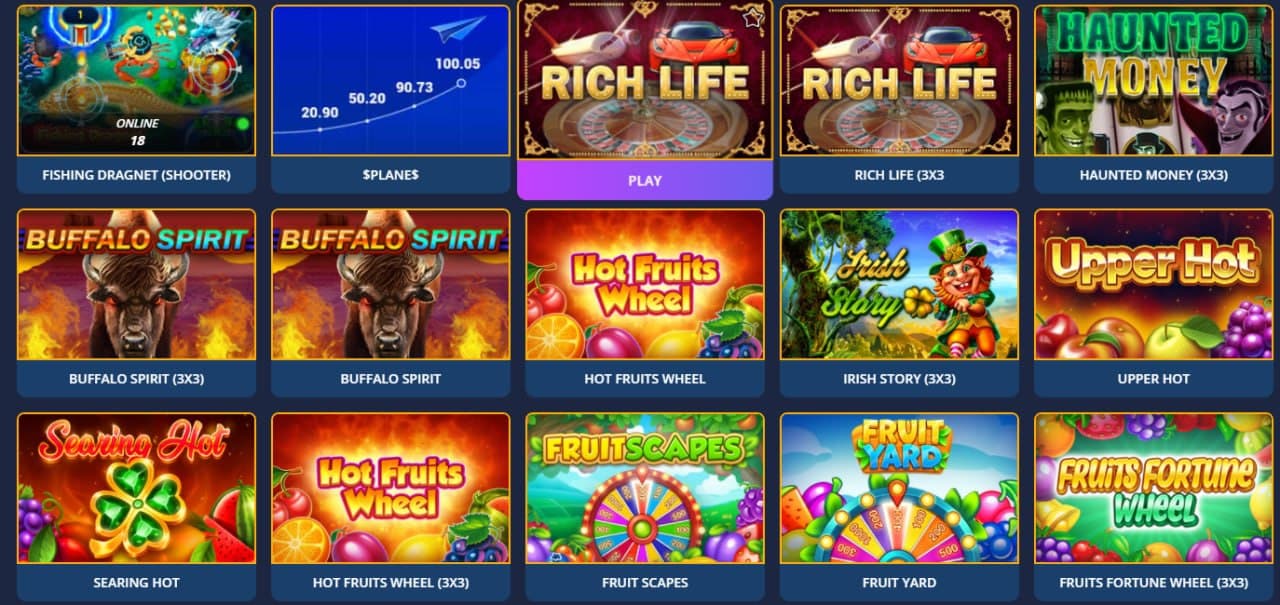 1
ONLINE
18
FISHING DRAGNET (SHOOTER)
20.90
50.20
90.73
100.05
$PLANE$
RICH LIFE
PLAY
RICH LIFE
RICH LIFE (3X3
HAUNTED
MONEY
HAUNTED MONEY (3X3)
BUFFALO SPIRIT
BUFFALO SPIRIT (3X3)
BUFFALO SPIRIT
BUFFALO SPIRIT
Hot Fruits
Wheel
HOT FRUITS WHEEL
Irish
Story
IRISH STORY (3X3)
Upper Hot
UPPER HOT
Searing Hot
SEARING HOT
Hot Fruits
Wheel
HOT FRUITS WHEEL (3X3)
FRUITSCAPES
FRUIT SCAPES
FRUIT
YARD
300
200
100
500
FRUIT YARD
FRUITS FORTUNE
WHEEL
FRUITS FORTUNE WHEEL (3X3)